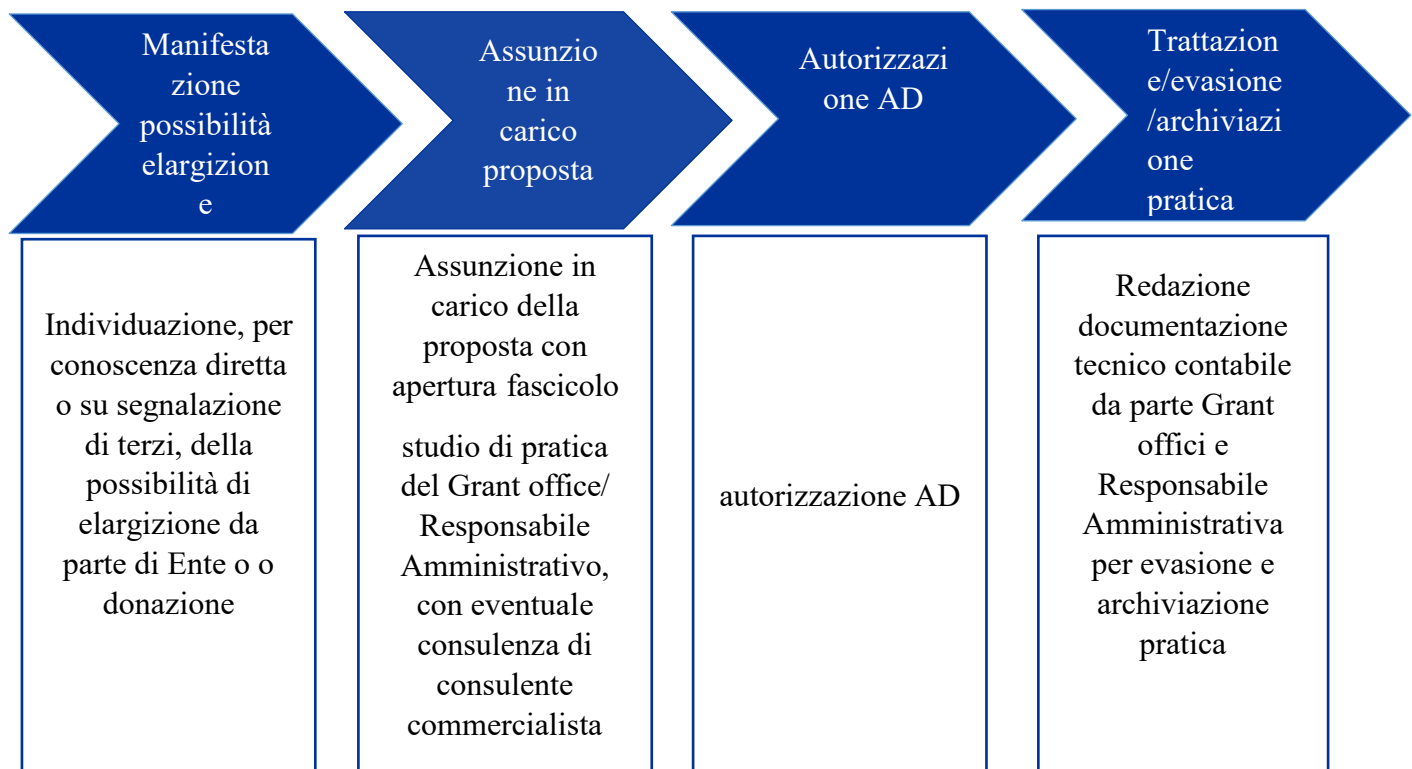 Manifesta
zione
possibilità
elargizion
e
Assunzio
ne in
carico
proposta
Autorizzazi
one AD
Trattazion
e/evasione
/archiviazi
one
pratica
Individuazione, per
conoscenza diretta
o su segnalazione
di terzi, della
possibilità di
elargizione da
parte di Ente o o
donazione
Assunzione in
carico della
proposta con
apertura fascicolo
studio di pratica
del Grant office/
Responsabile
Amministrativo,
con eventuale
consulenza di
consulente
commercialista
autorizzazione AD
Redazione
documentazione
tecnico contabile
da parte Grant
offici e
Responsabile
Amministrativa
per evasione e
archiviazione
pratica